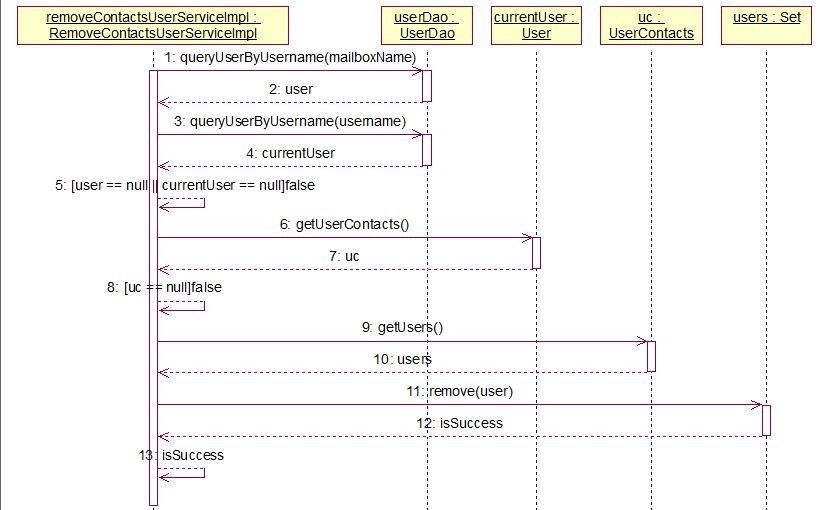 removeContactsUserServiceImpl :
RemoveContactsUserServiceImpl
userDao :
UserDao
currentUser :
User
uc :
UserContacts
users : Set
1: queryUserByUsername(mailboxName)
2: user
3: queryUserByUsername(username)
4: currentUser
5: [user == null || currentUser == null]false
6: getUserContacts()
7: uc
8: [uc == null]false
9: getUsers()
10: users
11: remove(user)
12: isSuccess
13: isSuccess